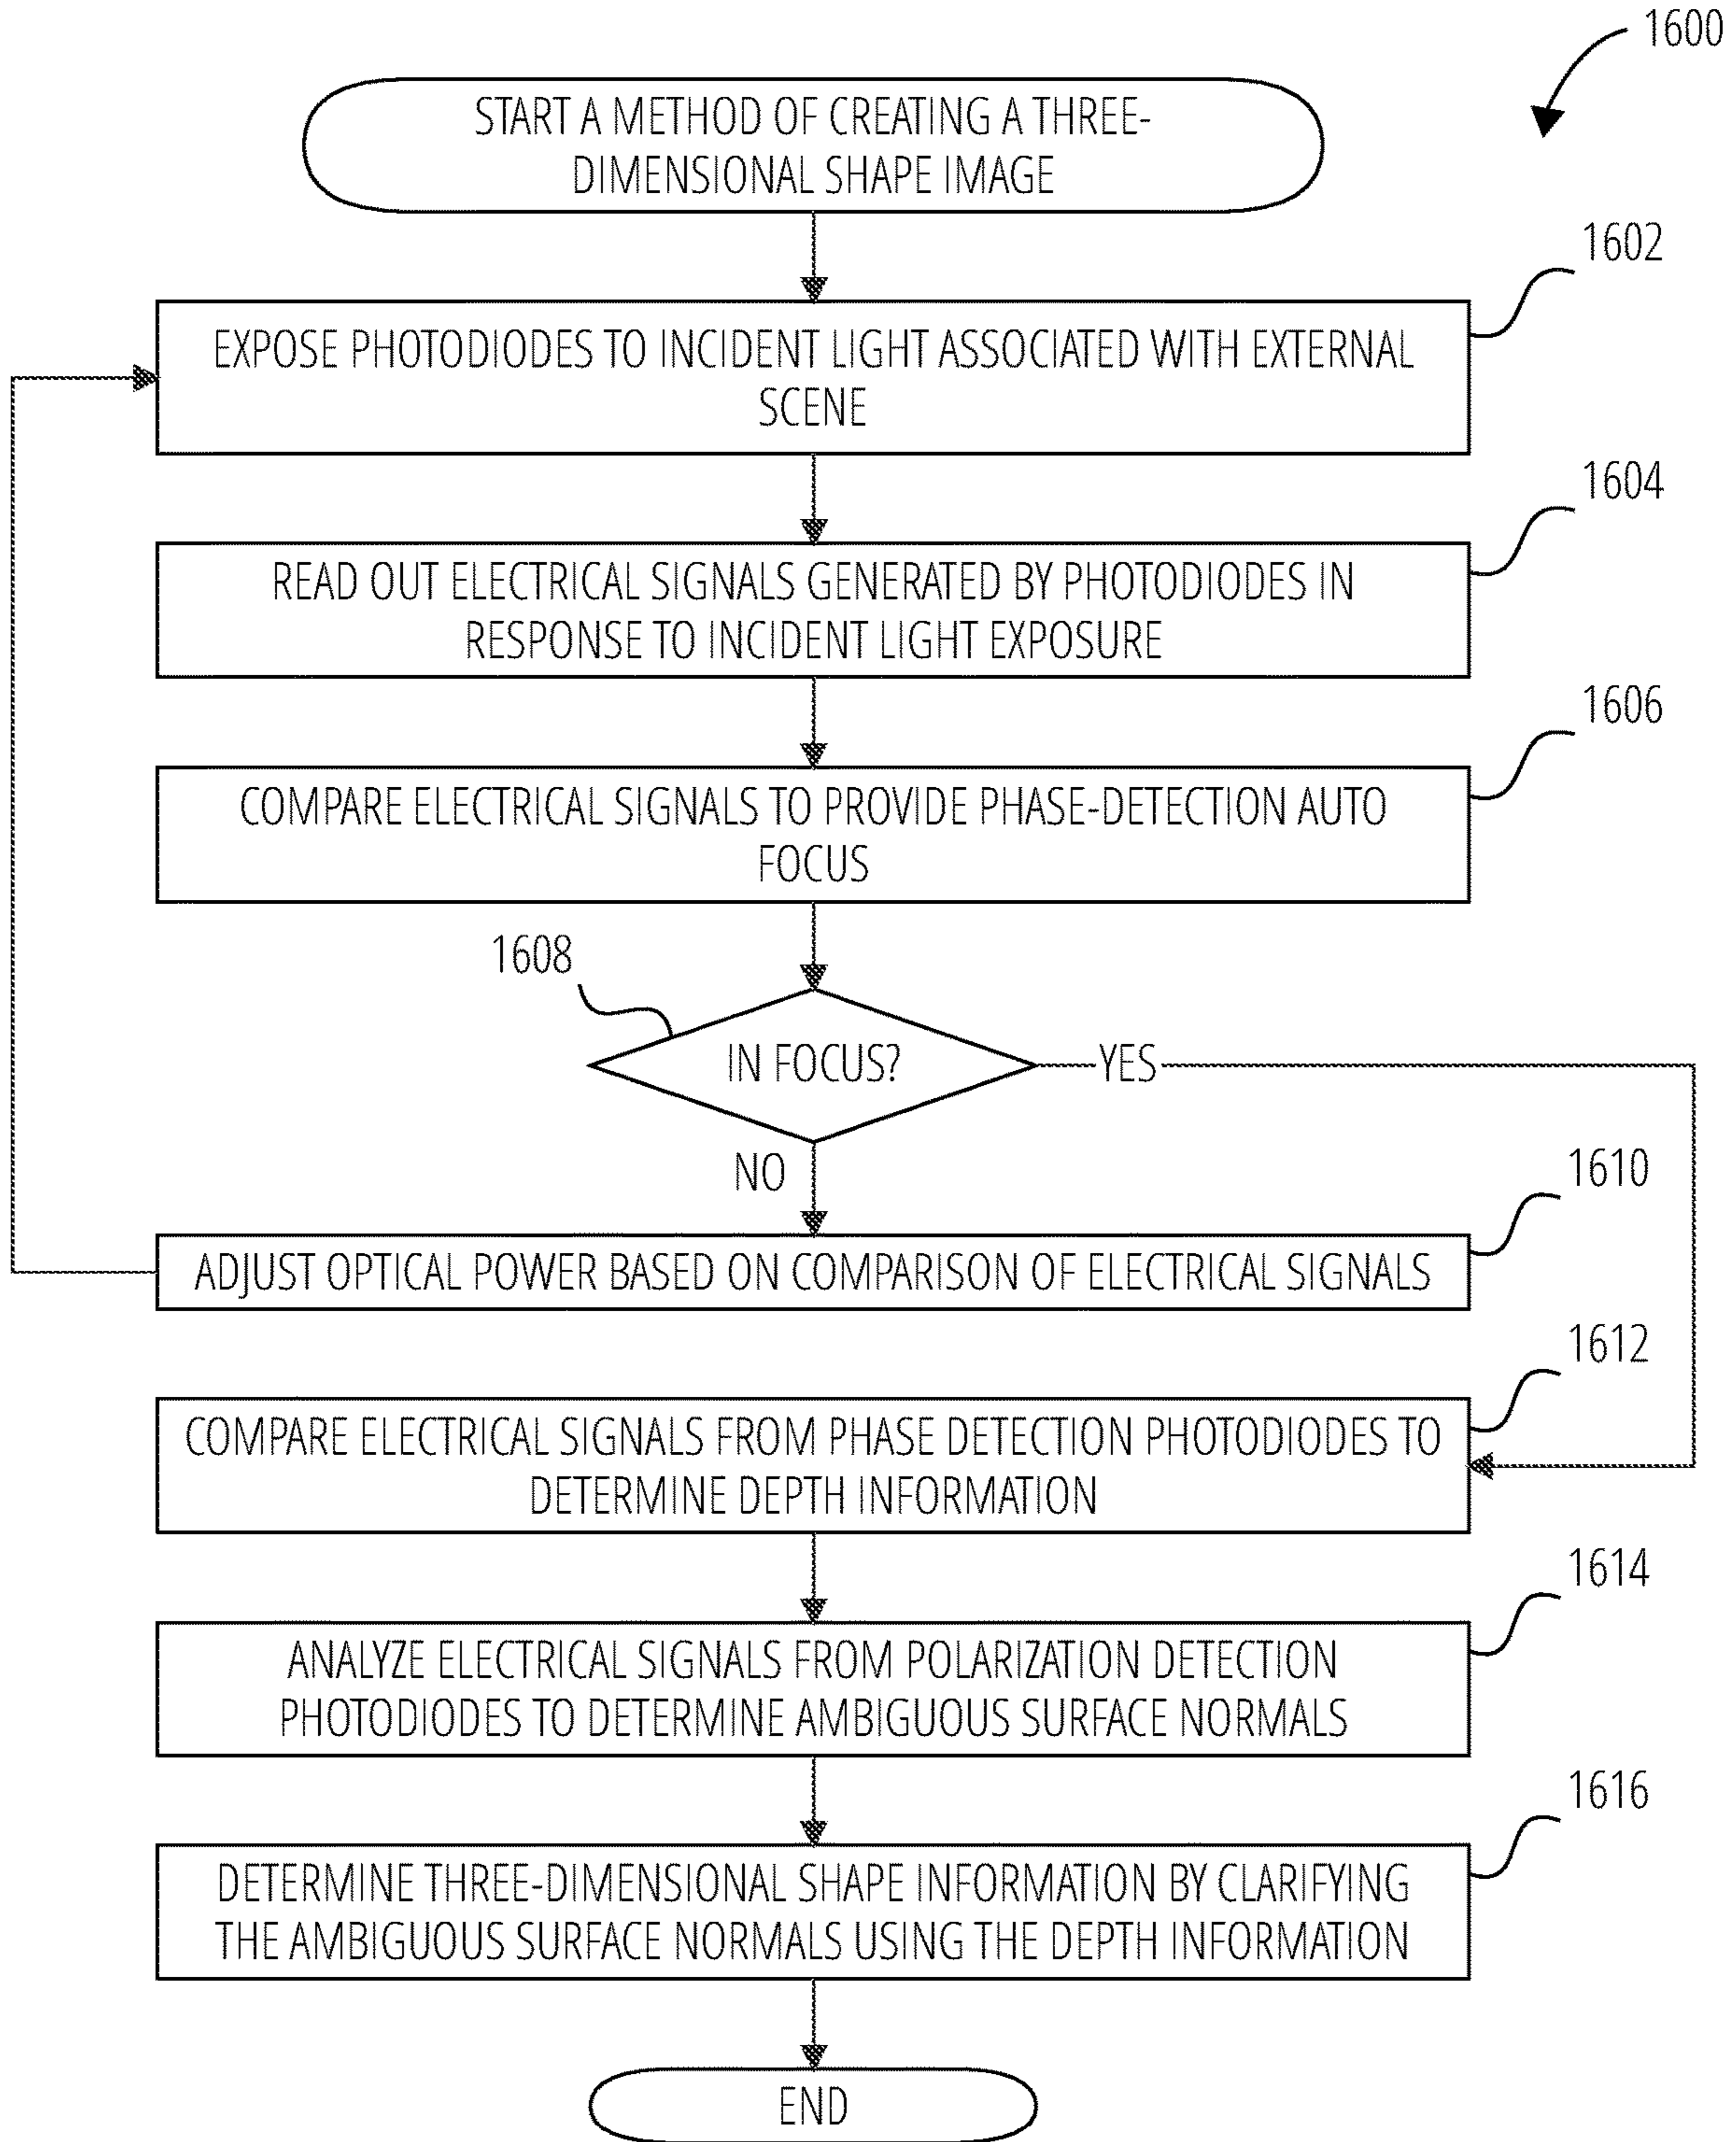 1600
START A METHOD OF CREATING A THREE-
DIMENSIONAL SHAPE IMAGE
1602
EXPOSE PHOTODIODES TO INCIDENT LIGHT ASSOCIATED WITH EXTERNAL
SCENE
1604
READ OUT ELECTRICAL SIGNALS GENERATED BY PHOTODIODES IN
RESPONSE TO INCIDENT LIGHT EXPOSURE
1606
COMPARE ELECTRICAL SIGNALS TO PROVIDE PHASE-DETECTION AUTO
FOCUS
1608
IN FOCUS?
YES
NO
1610
ADJUST OPTICAL POWER BASED ON COMPARISON OF ELECTRICAL SIGNALS
1612
COMPARE ELECTRICAL SIGNALS FROM PHASE DETECTION PHOTODIODES TO
DETERMINE DEPTH INFORMATION
1614
ANALYZE ELECTRICAL SIGNALS FROM POLARIZATION DETECTION
PHOTODIODES TO DETERMINE AMBIGUOUS SURFACE NORMALS
1616
DETERMINE THREE-DIMENSIONAL SHAPE INFORMATION BY CLARIFYING
THE AMBIGUOUS SURFACE NORMALS USING THE DEPTH INFORMATION
END